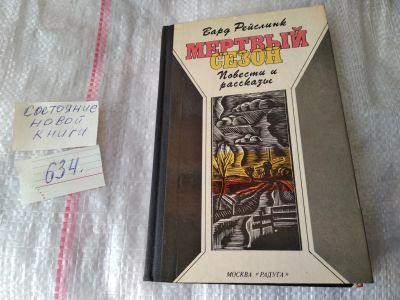 Вард Рейслинк
МЕРТВЫЙ
СЕЗОН
Повести и
рассказы
МОСКВА "РАДУГА"
СОСТОЯНИЕ
НОВОЙ
КНИГИ
634.